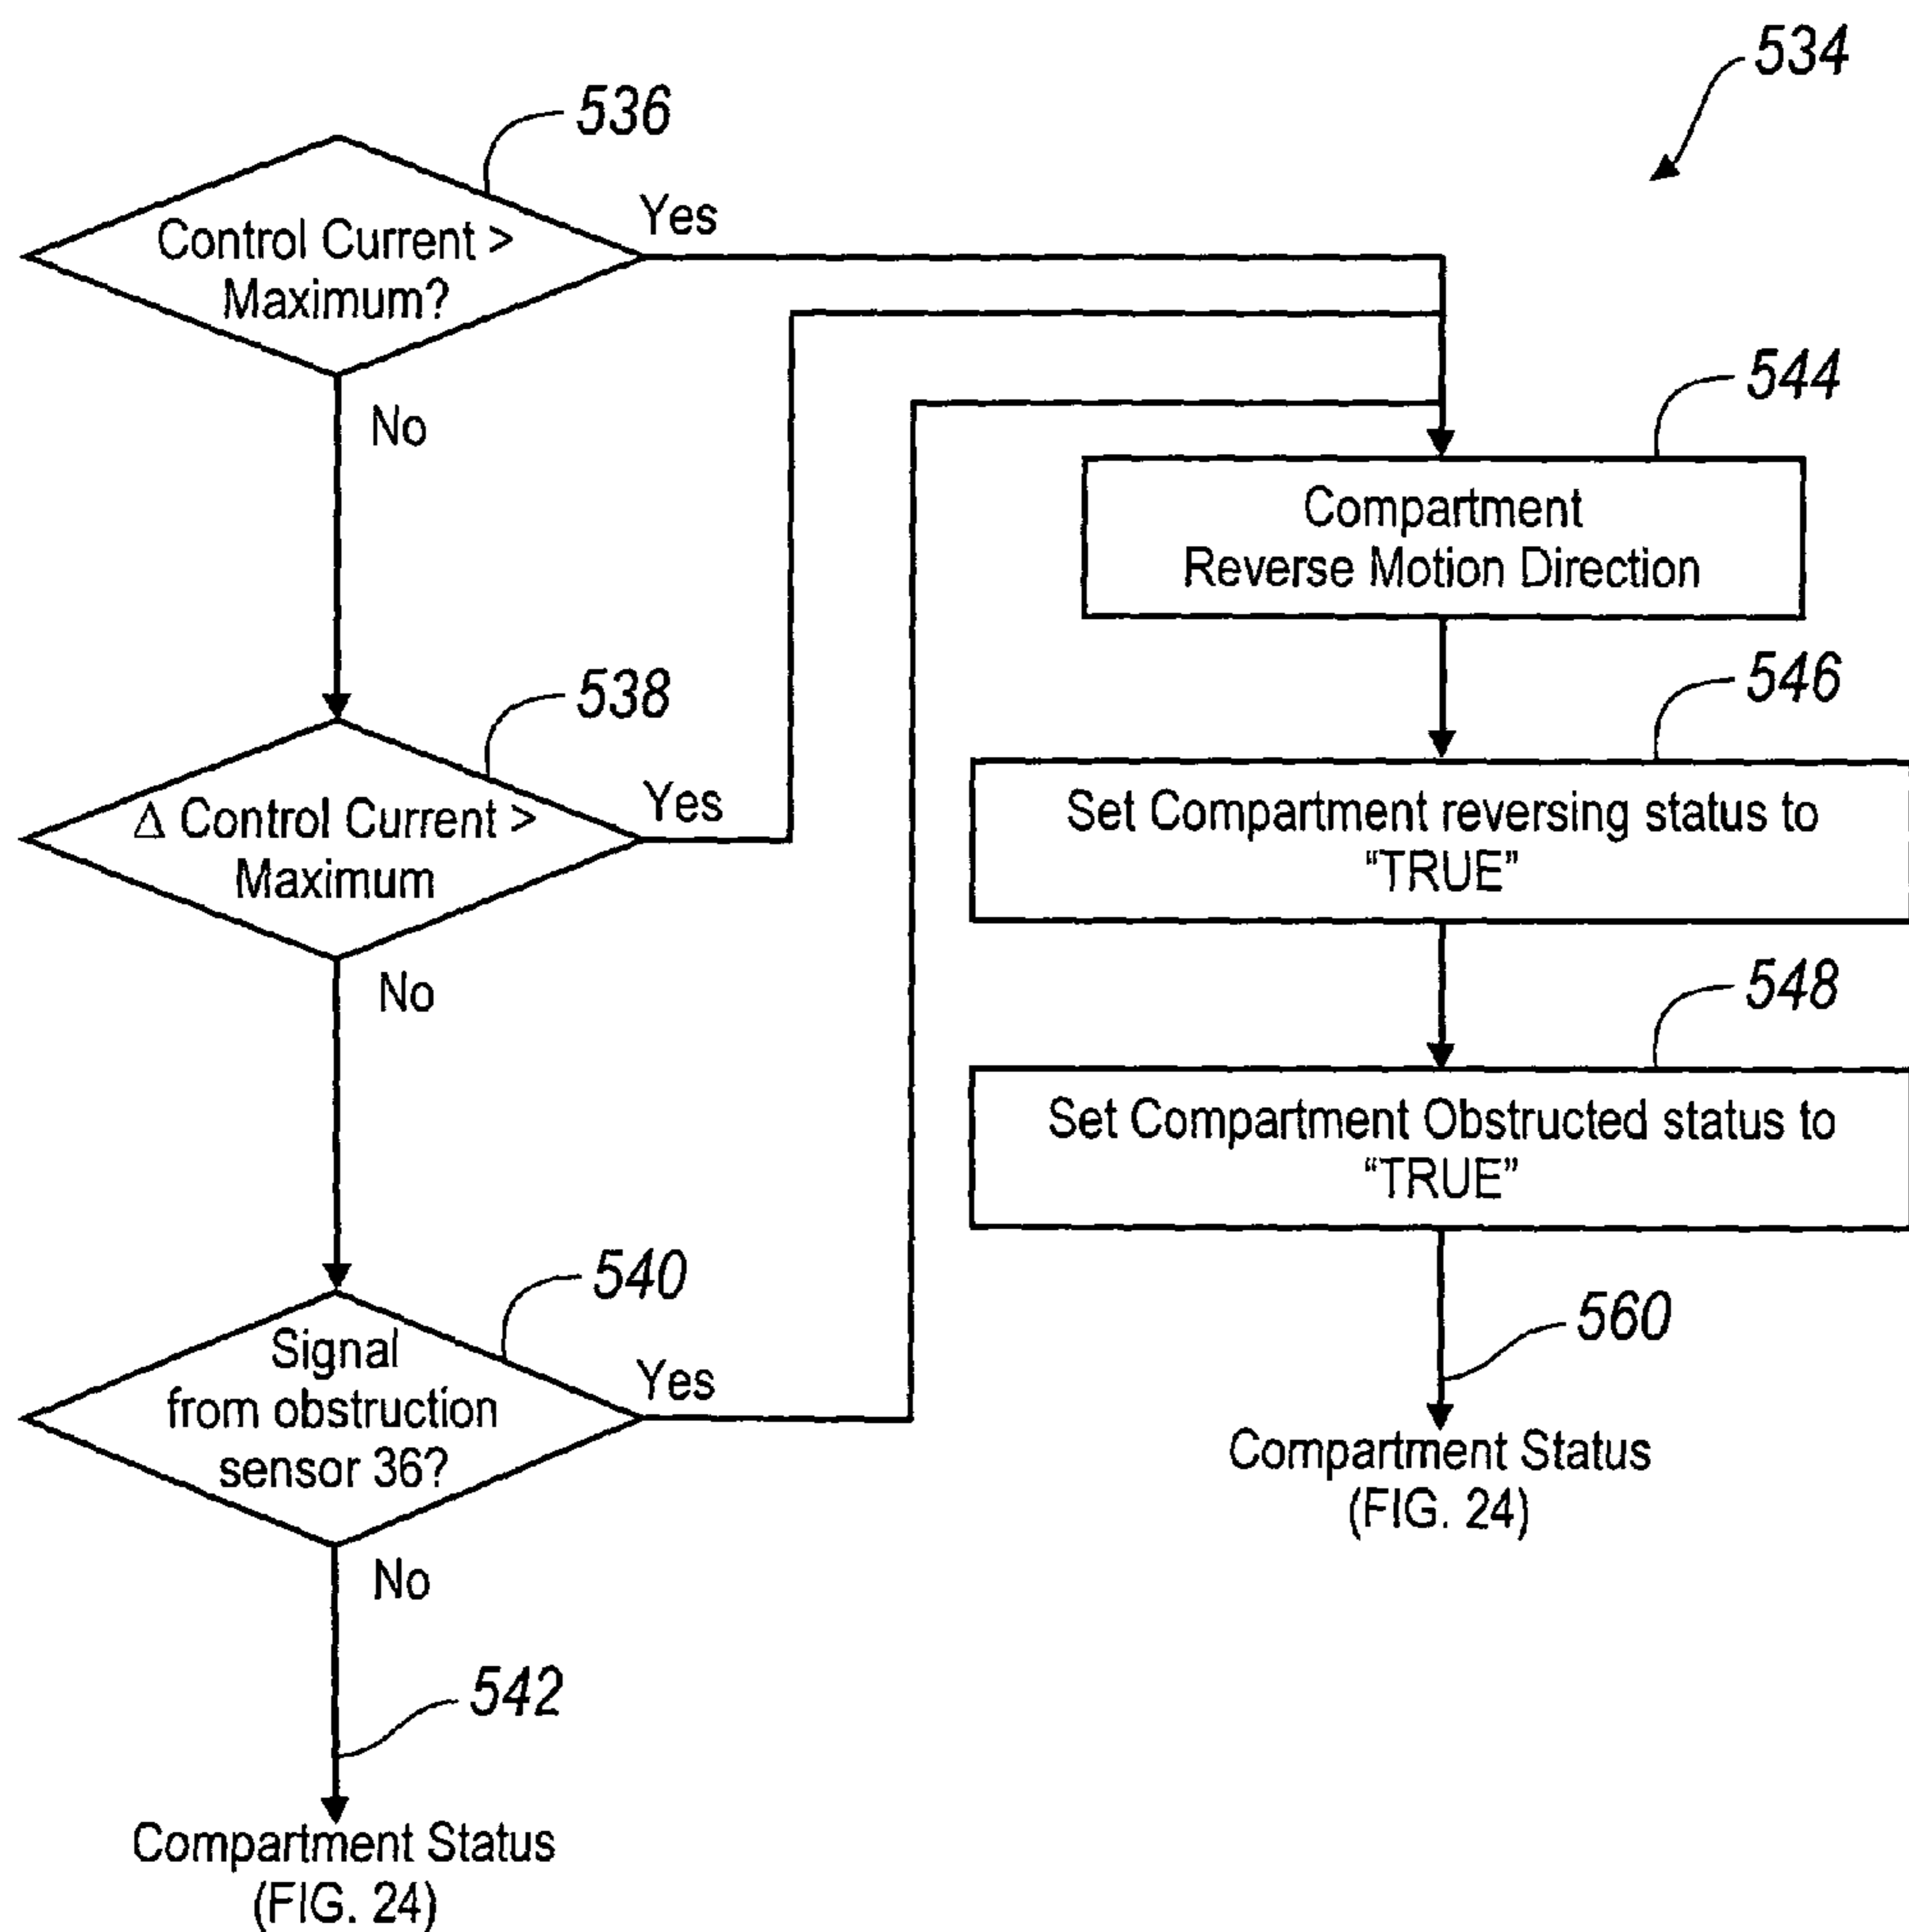 534
536
Control Current >
Maximum?
Yes
No
544
Compartment
Reverse Motion Direction
538
Δ Control Current >
Maximum
Yes
No
546
Set Compartment reversing status to
“TRUE”
548
Set Compartment Obstructed status to
“TRUE”
540
Signal
from obstruction
sensor 36?
Yes
No
560
Compartment Status
(FIG. 24)
542
Compartment Status
(FIG. 24)